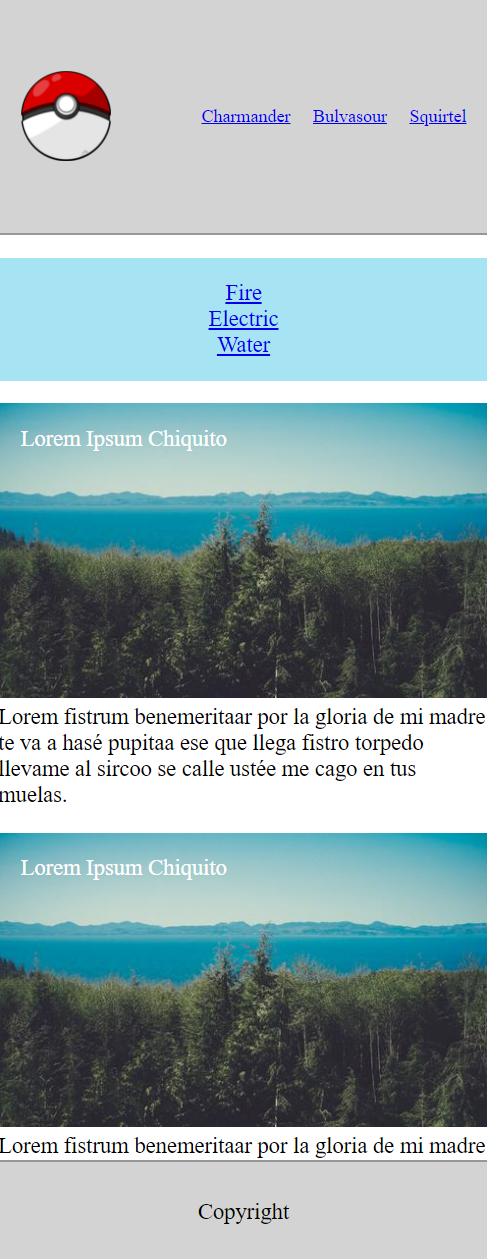 Charmander Bulvasour Squirtel
Fire
Electric
Water
Lorem Ipsum Chiquito
Lorem fistrum benemeritaar por la gloria de mi madre
te va a hasé pupitaa ese que llega fistro torpedo
llevame al sircoo se calle ustée me cago en tus
muelas.
Lorem Ipsum Chiquito
Lorem fistrum benemeritaar por la gloria de mi madre
Copyright